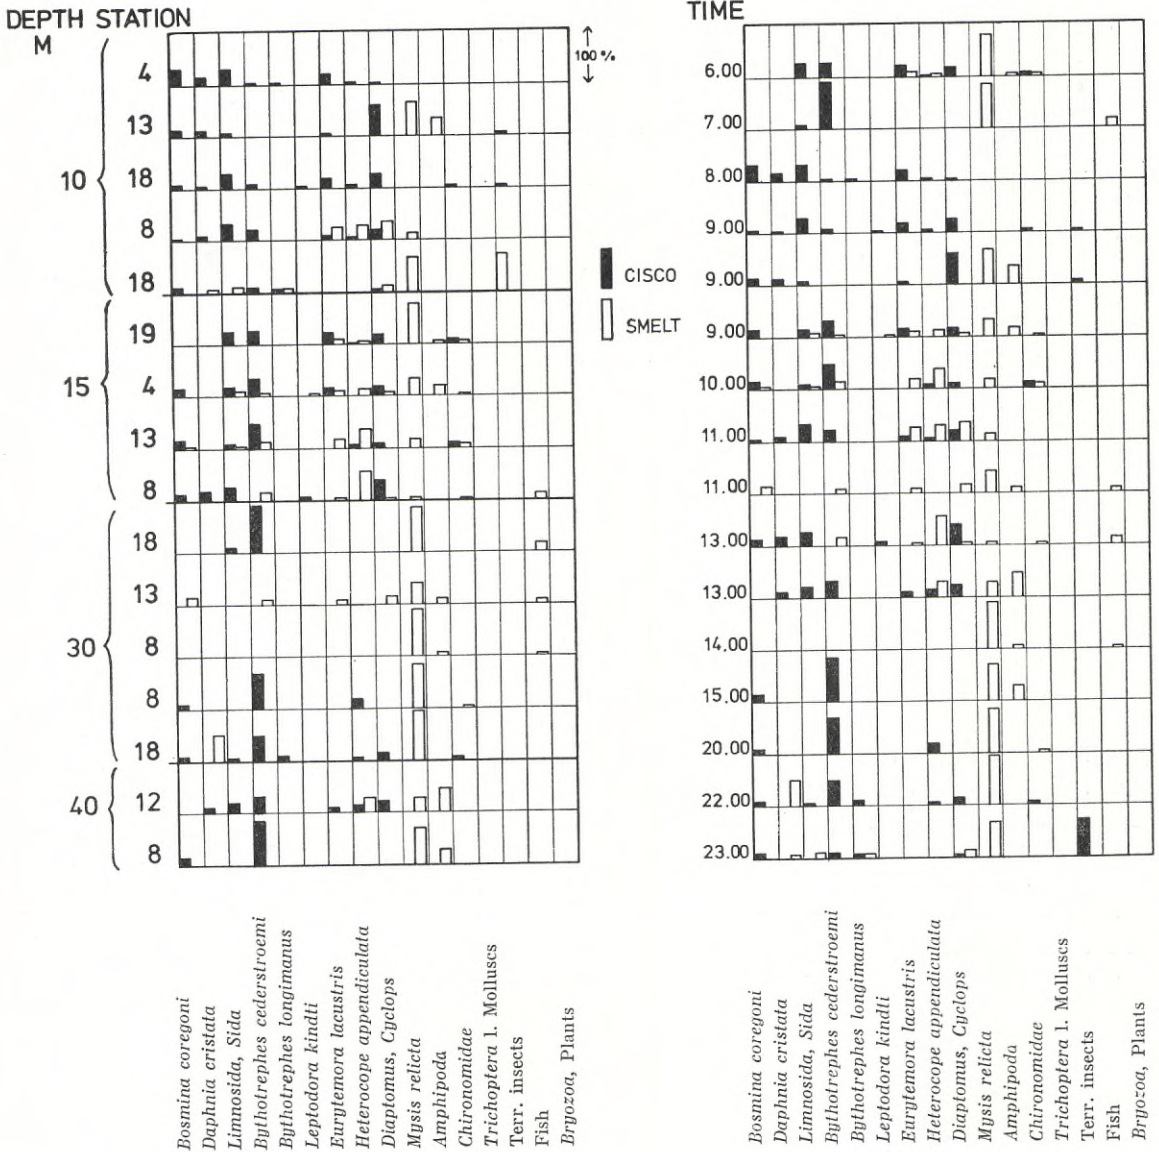 DEPTH STATION
M
4
13
10
18
8
18
19
15
4
13
8
18
13
30
8
8
18
40
12
8
100 %
CISCO
SMELT
TIME
6.00
7.00
8.00
9.00
9.00
9.00
10.00
11.00
11.00
13.00
13.00
14.00
15.00
20.00
22.00
23.00
Bosmina coregoni
Daphnia cristata
Limnosida, Sida
Bythotrephes cederstroemi
Bythotrephes longimanus
Leptodora kindti
Eurytemora lacustris
Heterocope appendiculata
Diaptomus, Cyclops
Mysis relicta
Amphipoda
Chironomidae
Trichoptera l. Molluscs
Terr. insects
Fish
Bryozoa, Plants
Bosmina coregoni
Daphnia cristata
Limnosida, Sida
Bythotrephes cederstroemi
Bythotrephes longimanus
Leptodora kindti
Eurytemora lacustris
Heterocope appendiculata
Diaptomus, Cyclops
Mysis relicta
Amphipoda
Chironomidae
Trichoptera l. Molluscs
Terr. insects
Fish
Bryozoa, Plants